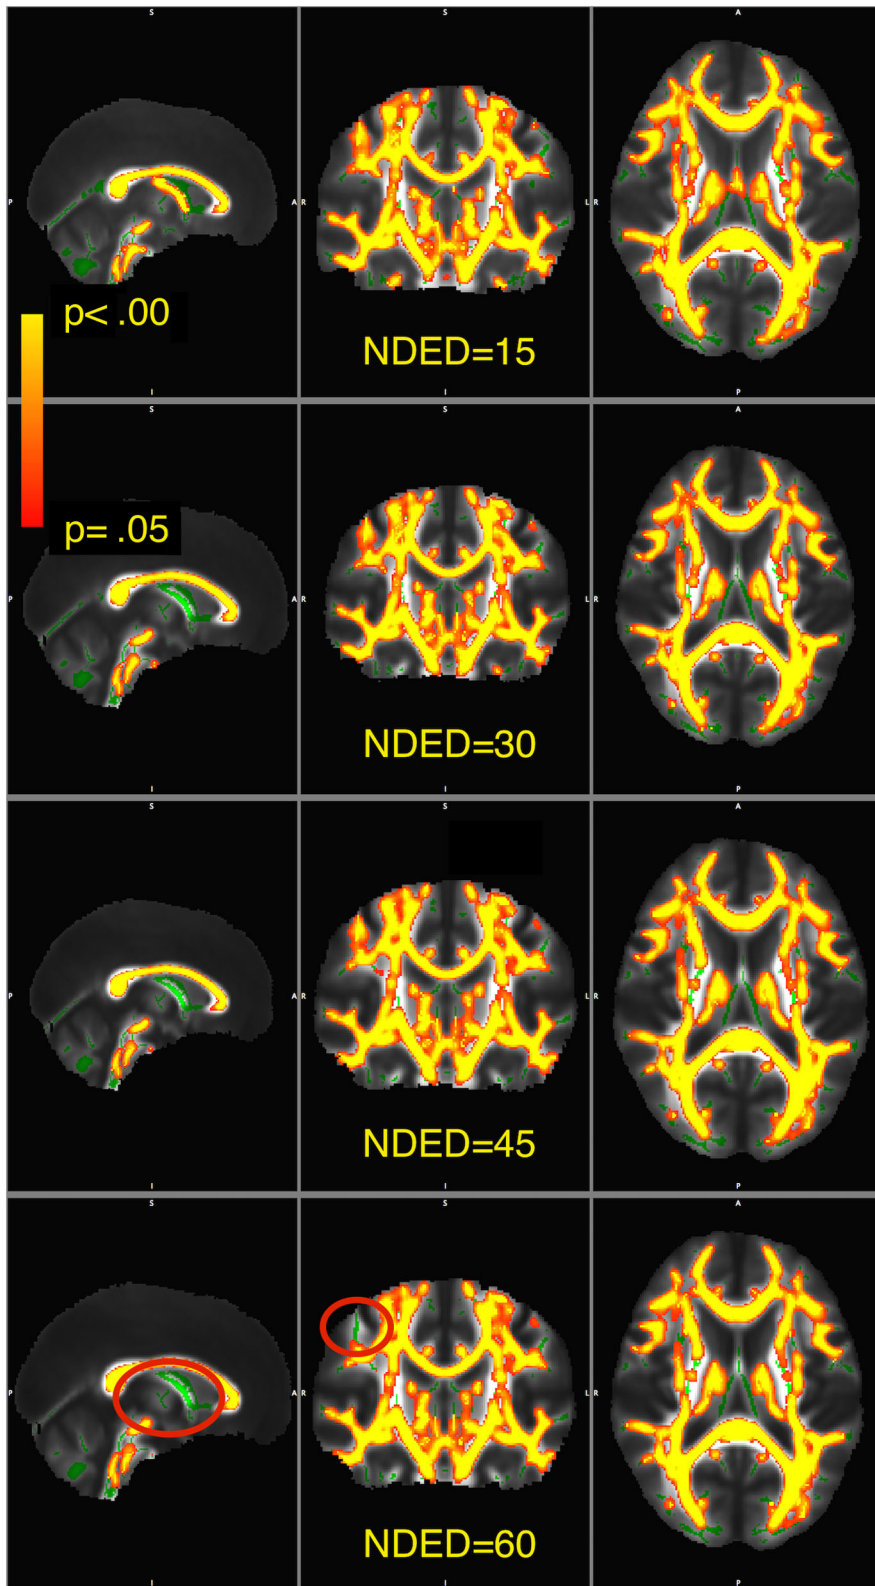 S S A
P A R L R
p< .00
NDED=15
I I P
S S A
p= .05
P A R L R
NDED=30
I I P
S S A
P A R L R
NDED=45
I I P
S S A
P A R L R
NDED=60
I I P